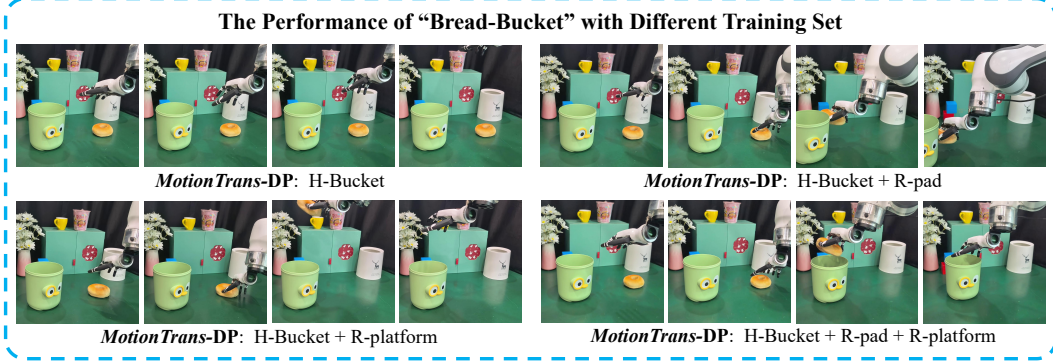 The Performance of “Bread-Bucket” with Different Training Set
MotionTrans-DP: H-Bucket
MotionTrans-DP: H-Bucket + R-pad
MotionTrans-DP: H-Bucket + R-platform
MotionTrans-DP: H-Bucket + R-pad + R-platform